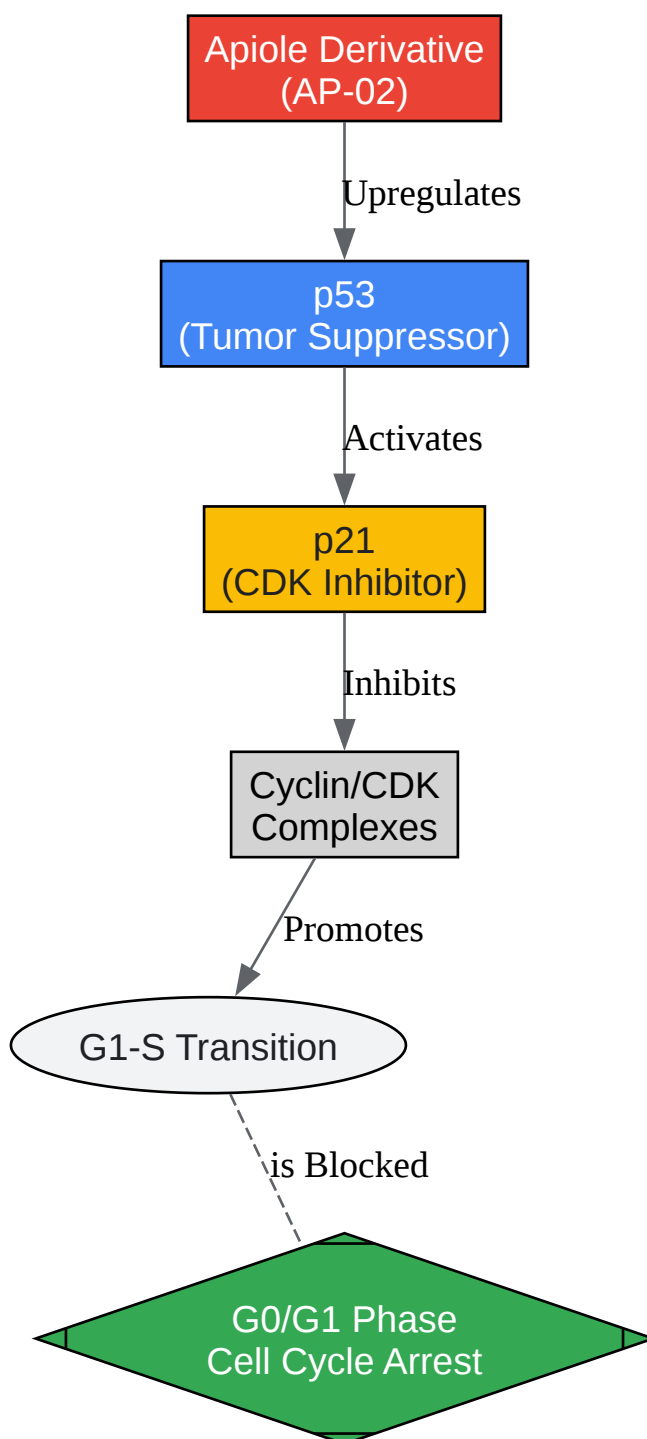 Apiole Derivative
(AP-02)
Upregulates
p53
(Tumor Suppressor)
Activates
p21
(CDK Inhibitor)
Inhibits
Cyclin/CDK
Complexes
Promotes
G1-S Transition
is Blocked
G0/G1 Phase
Cell Cycle Arrest